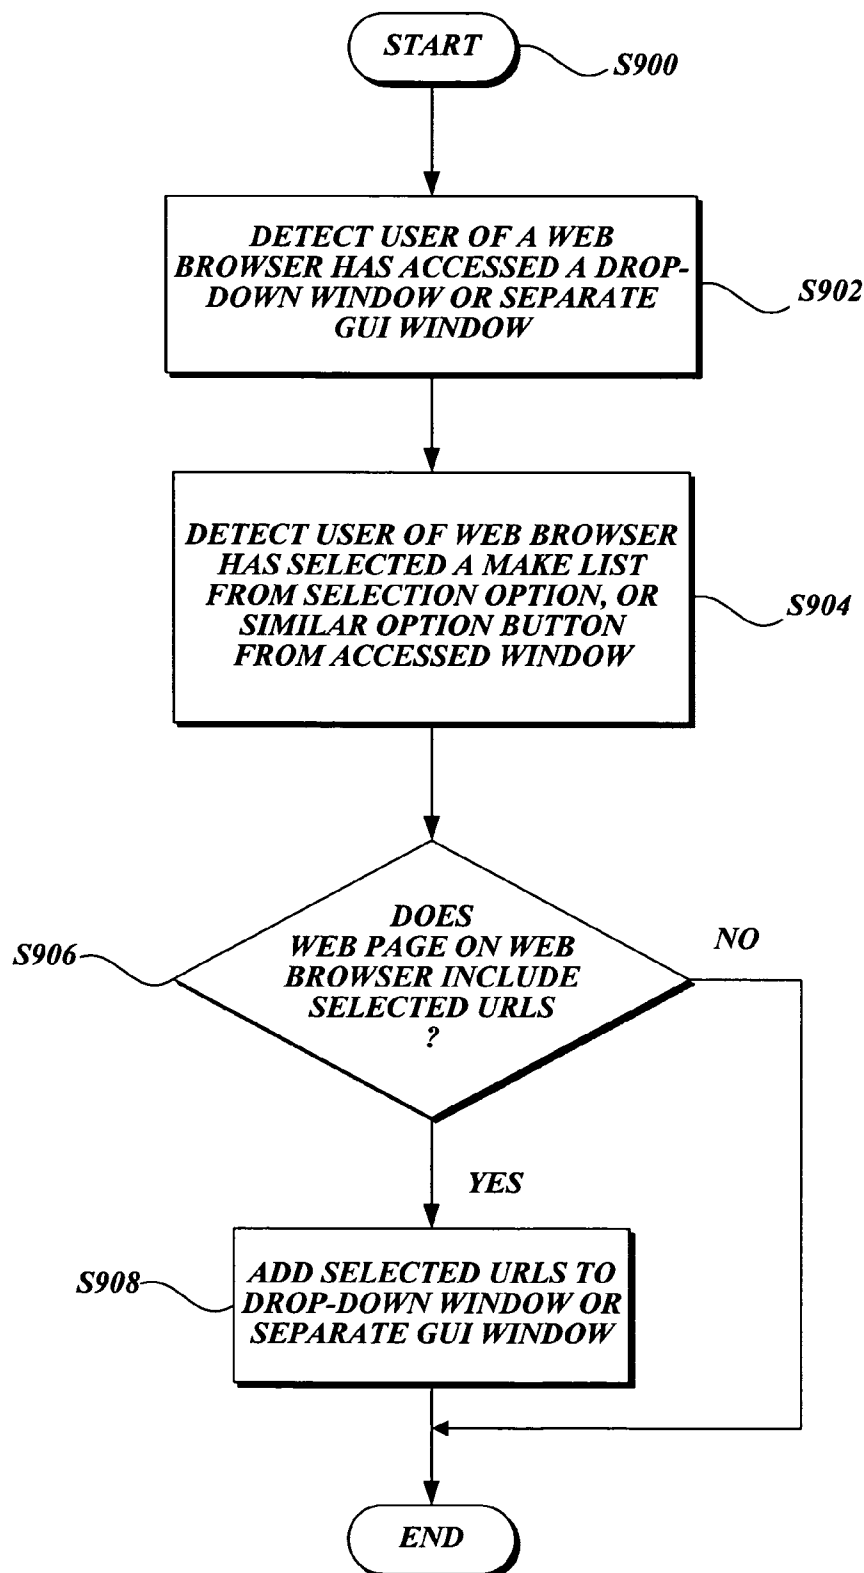 START
S900
DETECT USER OF A WEB
BROWSER HAS ACCESSED A DROP-
DOWN WINDOW OR SEPARATE
GUI WINDOW
S902
DETECT USER OF WEB BROWSER
HAS SELECTED A MAKE LIST
FROM SELECTION OPTION, OR
SIMILAR OPTION BUTTON
FROM ACCESSED WINDOW
S904
DOES
WEB PAGE ON WEB
BROWSER INCLUDE
SELECTED URLS
?
S906
NO
YES
ADD SELECTED URLS TO
DROP-DOWN WINDOW OR
SEPARATE GUI WINDOW
S908
END